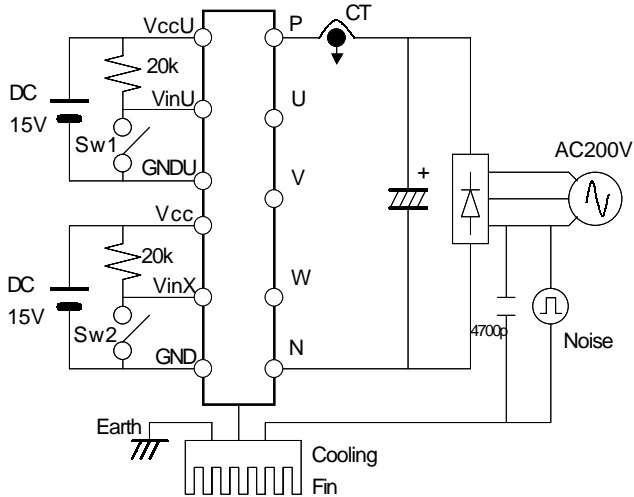 CT
VccU
P
20k
DC
VinU
U
15V
Sw1
AC200V
GNDU
V
+
Vcc
20k
DC
VinX
W
15V
Sw2
4700p
Noise
GND
N
Earth
Cooling
Fin